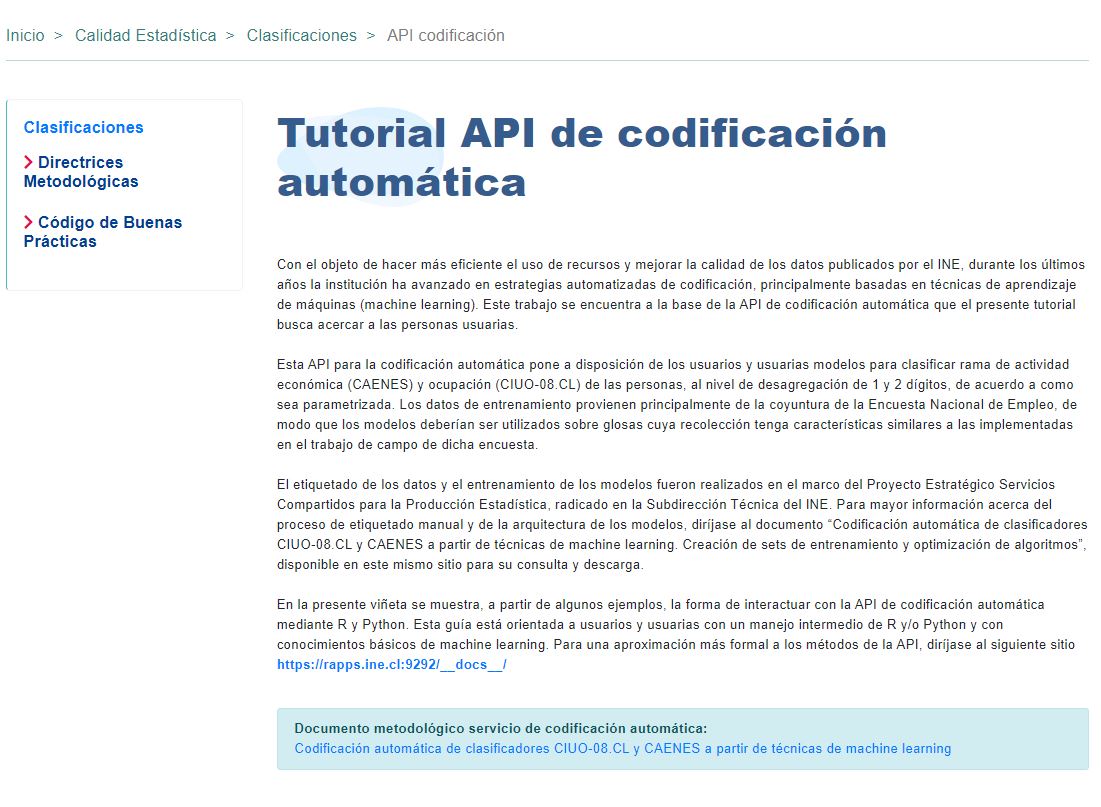 Inicio > Calidad Estadística > Clasificaciones > API codificación
Clasificaciones
Directrices
Metodológicas
Código de Buenas
Prácticas
Tutorial API de codificación
automática
Con el objeto de hacer más eficiente el uso de recursos y mejorar la calidad de los datos publicados por el INE, durante los últimos
años la institución ha avanzado en estrategias automatizadas de codificación, principalmente basadas en técnicas de aprendizaje
de máquinas (machine learning). Este trabajo se encuentra a la base de la API de codificación automática que el presente tutorial
busca acercar a las personas usuarias.
Esta API para la codificación automática pone a disposición de los usuarios y usuarias modelos para clasificar rama de actividad
económica (CAENES) y ocupación (CIUO-08.CL) de las personas, al nivel de desagregación de 1 y 2 dígitos, de acuerdo a como
sea parametrizada. Los datos de entrenamiento provienen principalmente de la coyuntura de la Encuesta Nacional de Empleo, de
modo que los modelos deberían ser utilizados sobre glosas cuya recolección tenga características similares a las implementadas
en el trabajo de campo de dicha encuesta.
El etiquetado de los datos y el entrenamiento de los modelos fueron realizados en el marco del Proyecto Estratégico Servicios
Compartidos para la Producción Estadística, radicado en la Subdirección Técnica del INE. Para mayor información acerca del
proceso de etiquetado manual y de la arquitectura de los modelos, diríjase al documento “Codificación automática de clasificadores
CIUO-08.CL y CAENES a partir de técnicas de machine learning. Creación de sets de entrenamiento y optimización de algoritmos”,
disponible en este mismo sitio para su consulta y descarga.
En la presente viñeta se muestra, a partir de algunos ejemplos, la forma de interactuar con la API de codificación automática
mediante R y Python. Esta guía está orientada a usuarios y usuarias con un manejo intermedio de R y/o Python y con
conocimientos básicos de machine learning. Para una aproximación más formal a los métodos de la API, diríjase al siguiente sitio
https://rapps.ine.cl:9292/__docs__/
Documento metodológico servicio de codificación automática:
Codificación automática de clasificadores CIUO-08.CL y CAENES a partir de técnicas de machine learning